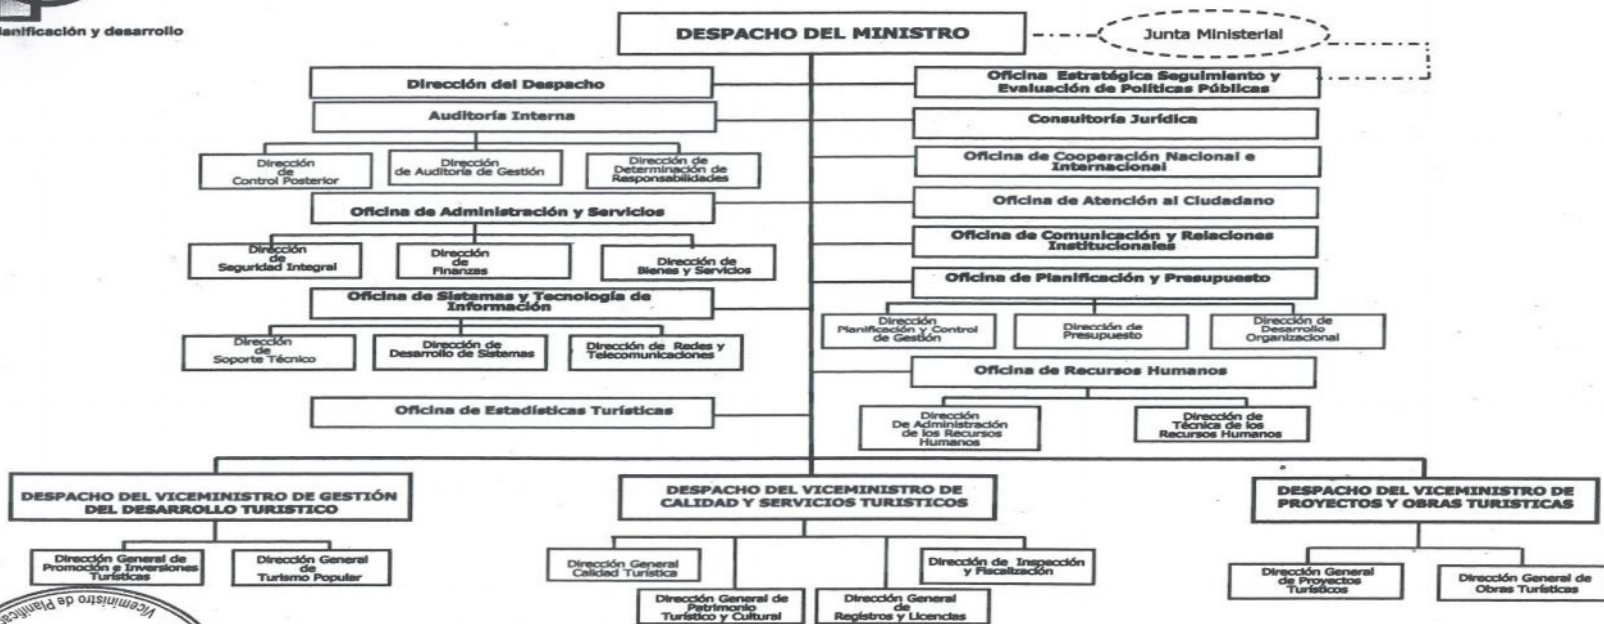 anificación y desarrollo
DESPACHO DEL MINISTRO
Junta Ministerial
Dirección del Despacho
Oficina Estratégica Seguimiento y
Evaluación de Políticas Públicas
Auditoría Interna
Consultoría Jurídica
Dirección
de
Control Posterior
Dirección
de Auditoría de Gestión
Dirección de
Determinación de
Responsabilidades
Oficina de Cooperación Nacional e
Internacional
Oficina de Administración y Servicios
Oficina de Atención al Ciudadano
Dirección
de
Seguridad Integral
Dirección
de
Finanzas
Dirección de
Bienes y Servicios
Oficina de Comunicación y Relaciones
Institucionales
Oficina de Sistemas y Tecnología de
Información
Oficina de Planificación y Presupuesto
Dirección
de
Soporte Técnico
Dirección de
Desarrollo de Sistemas
Dirección de Redes y
Telecomunicaciones
Dirección
Planificación y Control
de Gestión
Dirección de
Presupuesto
Dirección de
Desarrollo
Organizacional
Oficina de Recursos Humanos
Oficina de Estadísticas Turísticas
Dirección
De Administración
de los Recursos
Humanos
Dirección de
Técnica de los
Recursos Humanos
DESPACHO DEL VICEMINISTRO DE GESTIÓN
DEL DESARROLLO TURISTICO
DESPACHO DEL VICEMINISTRO DE
CALIDAD Y SERVICIOS TURISTICOS
DESPACHO DEL VICEMINISTRO DE
PROYECTOS Y OBRAS TURISTICAS
Dirección General de
Promoción e Inversiones
Turísticas
Dirección General
de
Turismo Popular
Dirección General
Calidad Turística
Dirección General de
Patrimonio
Turístico y Cultural
Dirección General
de
Registros y Licencias
Dirección de Inspección
y Fiscalización
Dirección General
de Proyectos
Turísticos
Dirección General de
Obras Turísticas
Viceministro de Planificac